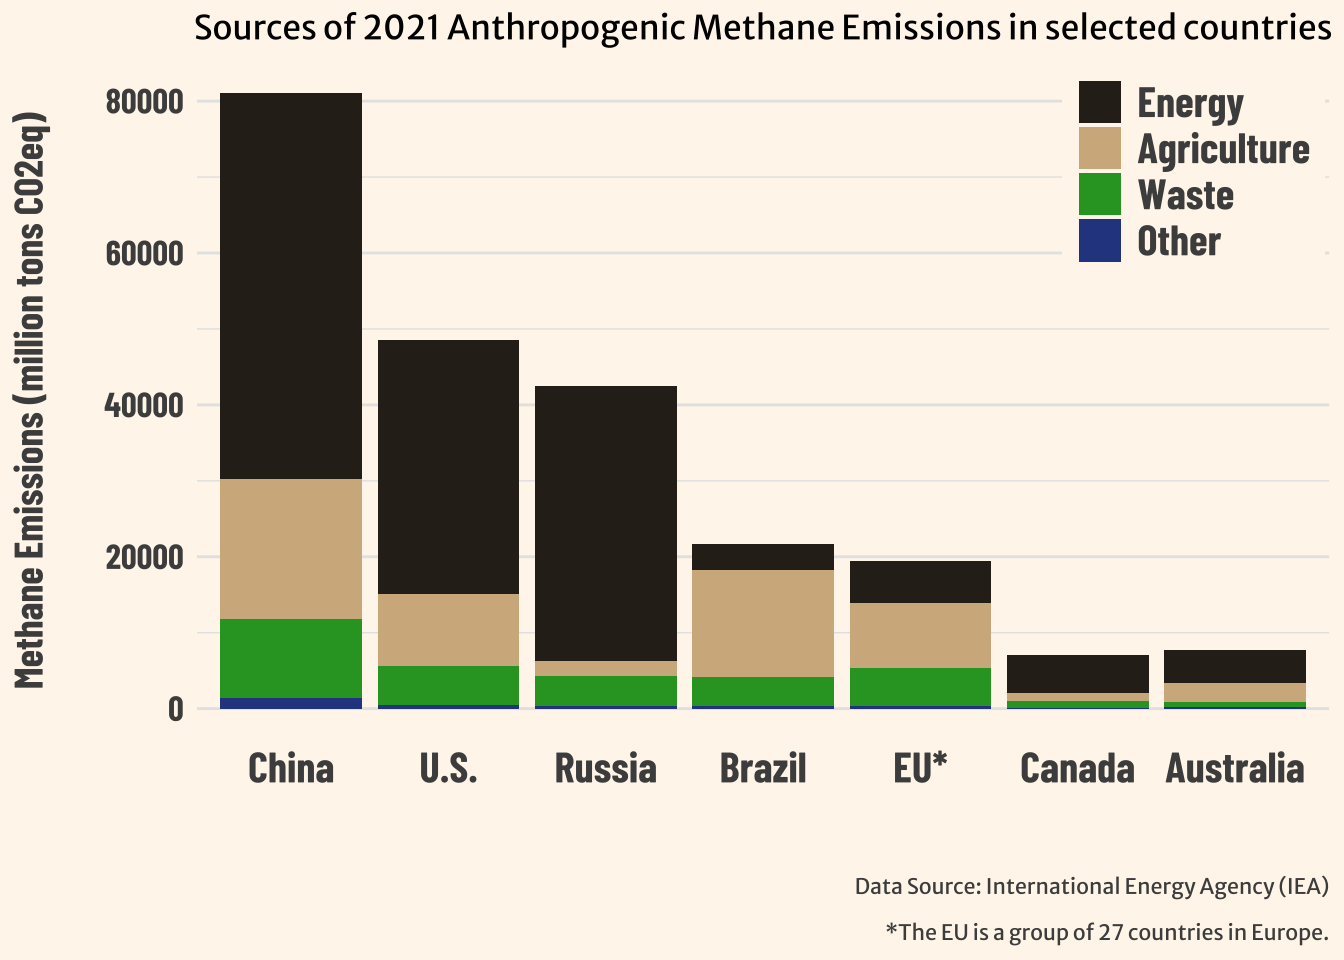 Sources of 2021 Anthropogenic Methane Emissions in selected countries
Methane Emissions (million tons CO2eq)
80000
60000
40000
20000
0
Energy
Agriculture
Waste
Other
China
U.S.
Russia
Brazil
EU*
Canada
Australia
Data Source: International Energy Agency (IEA)
*The EU is a group of 27 countries in Europe.